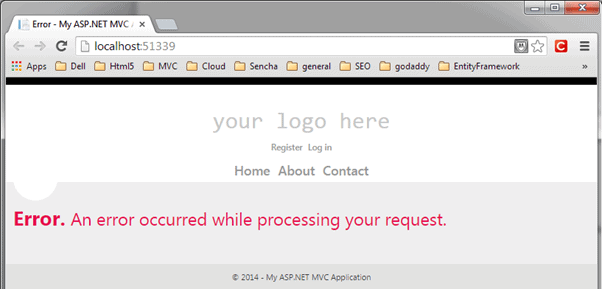 Error - My ASP.NET MVC A
localhost:51339
Apps Dell Html5 MVC Cloud Sencha general SEO godaddy EntityFramework »
your logo here
Register Log in
Home About Contact
Error. An error occurred while processing your request.
© 2014 - My ASP.NET MVC Application